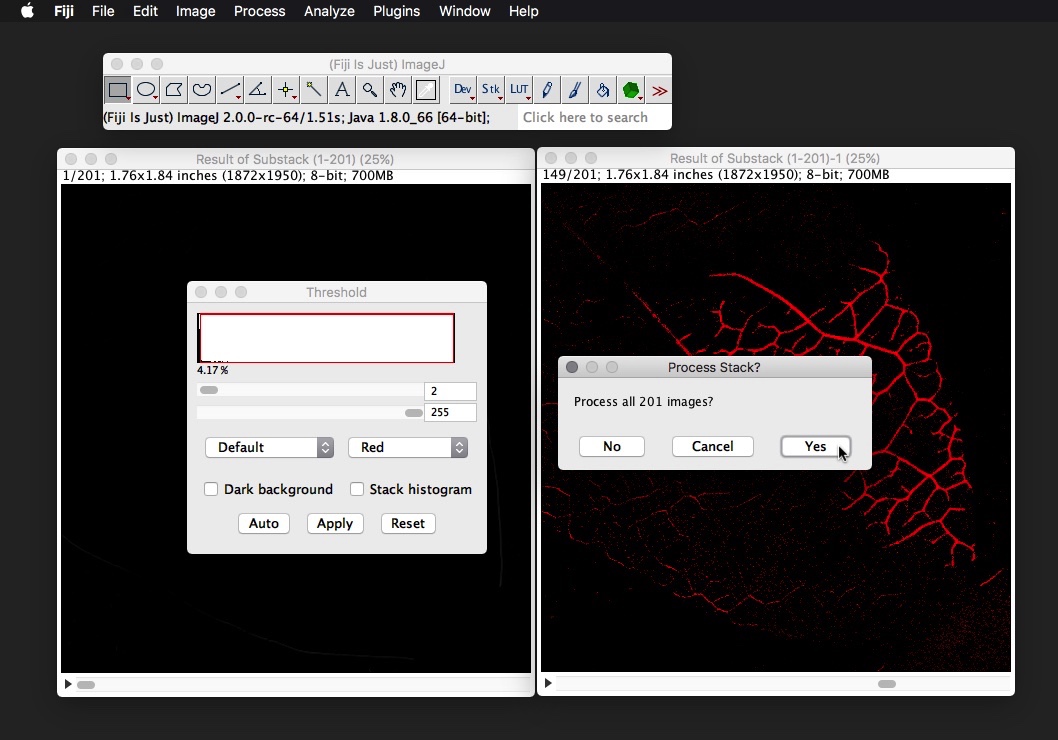 Fiji File Edit Image Process Analyze Plugins Window Help
(Fiji Is Just) ImageJ
A Dev Stk LUT >>
(Fiji Is Just) ImageJ 2.0.0-rc-64/1.51s; Java 1.8.0_66 [64-bit]; Click here to search
Result of Substack (1-201) (25%)
1/201; 1.76x1.84 inches (1872x1950); 8-bit; 700MB
Result of Substack (1-201)-1 (25%)
149/201; 1.76x1.84 inches (1872x1950); 8-bit; 700MB
Threshold
4.17 %
2
255
Default Red
Dark background Stack histogram
Auto Apply Reset
Process Stack?
Process all 201 images?
No Cancel Yes